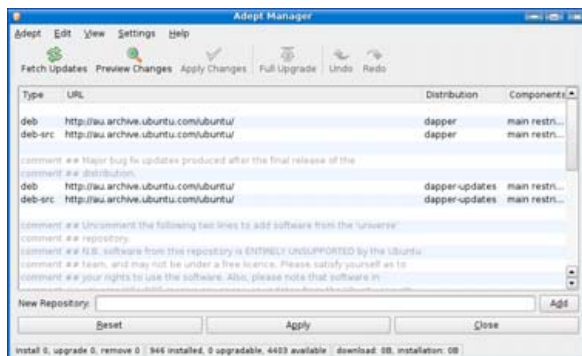 Adept Manager
Adept Edit View Settings Help
Fetch Updates Preview Changes Apply Changes Full Upgrade Undo Redo
Type URL Distribution Components
deb http://au.archive.ubuntu.com/ubuntu/ dapper main restri...
deb-src http://au.archive.ubuntu.com/ubuntu/ dapper main restri...
comment ## Major bug fix updates produced after the final release of the
comment ## distribution.
deb http://au.archive.ubuntu.com/ubuntu/ dapper-updates main restri...
deb-src http://au.archive.ubuntu.com/ubuntu/ dapper-updates main restri...
comment ## Uncomment the following two lines to add software from the 'universe'
comment ## repository.
comment ## N.B. software from this repository is ENTIRELY UNSUPPORTED by the Ubuntu
comment ## team, and may not be under a free licence. Please satisfy yourself as to
comment ## your rights to use the software. Also, please note that software in
New Repository: Add
Reset Apply Close
install 0, upgrade 0, remove 0 946 installed, 0 upgradable, 4403 available download: 0B, installation: 0B